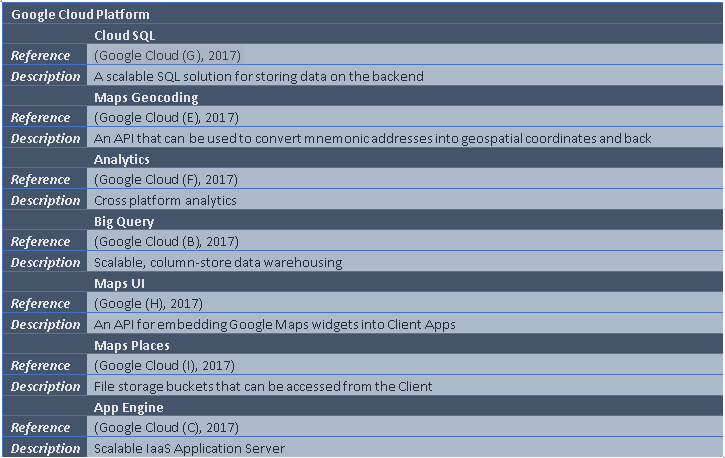 Google Cloud Platform
Cloud SQL
Reference (Google Cloud (G), 2017)
Description A scalable SQL solution for storing data on the backend
Maps Geocoding
Reference (Google Cloud (E), 2017)
Description An API that can be used to convert mnemonic addresses into geospatial coordinates and back
Analytics
Reference (Google Cloud (F), 2017)
Description Cross platform analytics
Big Query
Reference (Google Cloud (B), 2017)
Description Scalable, column-store data warehousing
Maps UI
Reference (Google (H), 2017)
Description An API for embedding Google Maps widgets into Client Apps
Maps Places
Reference (Google Cloud (I), 2017)
Description File storage buckets that can be accessed from the Client
App Engine
Reference (Google Cloud (C), 2017)
Description Scalable IaaS Application Server